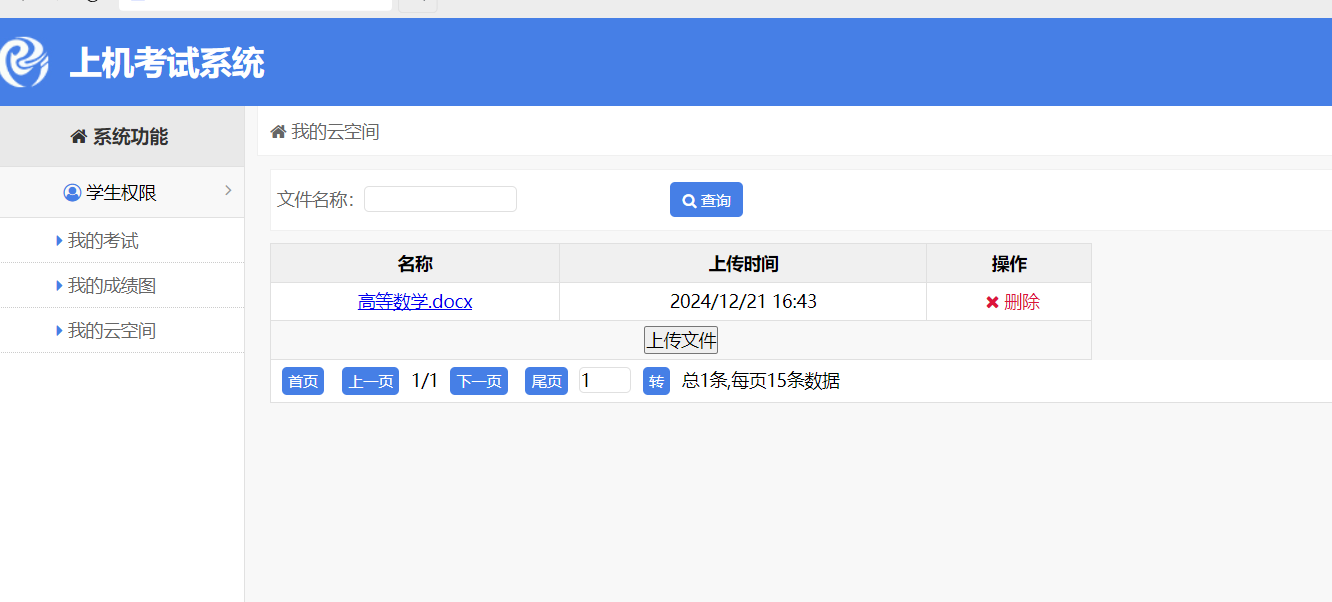 上机考试系统
系统功能
学生权限
我的考试
我的成绩图
我的云空间
我的云空间
文件名称： 查询
名称 上传时间 操作
高等数学.docx 2024/12/21 16:43 删除
上传文件
首页 上一页 1/1 下一页 尾页 1 转 总1条,每页15条数据